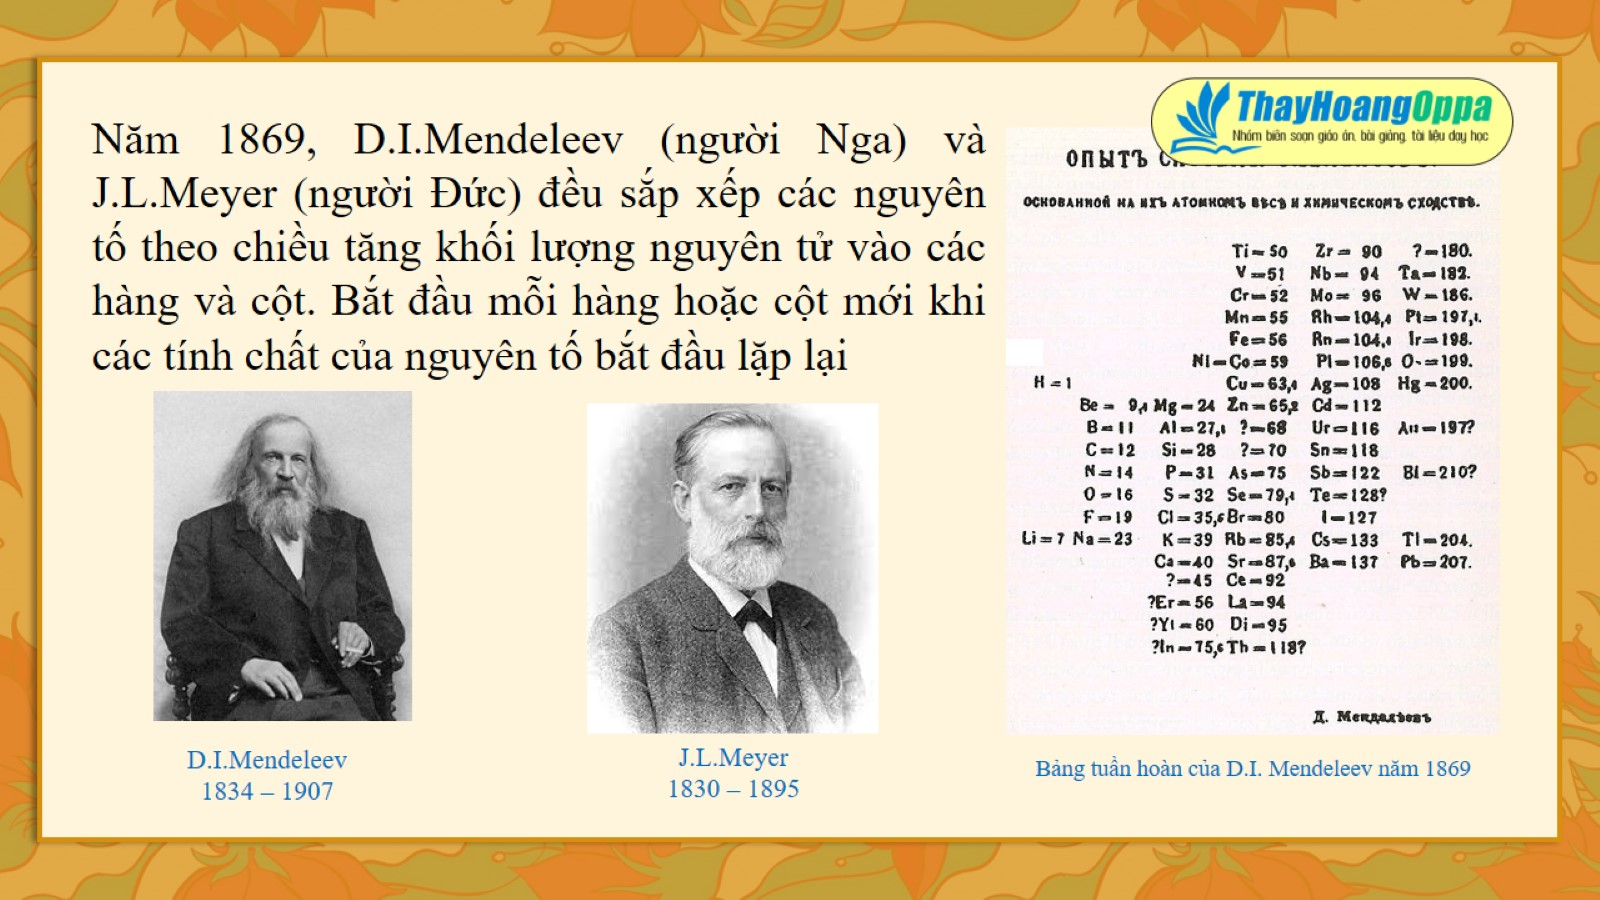 ThayHoangOppa
Nhóm biên soạn giáo án, bài giảng, tài liệu dạy học
Năm 1869, D.I.Mendeleev (người Nga) và
J.L.Meyer (người Đức) đều sắp xếp các nguyên
tố theo chiều tăng khối lượng nguyên tử vào các
hàng và cột. Bắt đầu mỗi hàng hoặc cột mới khi
các tính chất của nguyên tố bắt đầu lặp lại
D.I.Mendeleev
1834 – 1907
J.L.Meyer
1830 – 1895
ОПЫТЪ
ОСНОВАННОЙ НА ИХЪ АТОМНОМЪ ВѢСѢ И ХИМИЧЕСКОМЪ СХОДСТВѢ.
Ti = 50 Zr = 90 ? = 180.
V = 51 Nb = 94 Ta = 182.
Cr = 52 Mo = 96 W = 186.
Mn = 55 Rh = 104,4 Pt = 197,1.
Fe = 56 Rn = 104,4 Ir = 198.
Ni = Co = 59 Pl = 106,6 O- = 199.
H = 1 Cu = 63,4 Ag = 108 Hg = 200.
Be = 9,4 Mg = 24 Zn = 65,2 Cd = 112
B = 11 Al = 27,1 ? = 68 Ur = 116 Au = 197?
C = 12 Si = 28 ? = 70 Sn = 118
N = 14 P = 31 As = 75 Sb = 122 Bi = 210?
O = 16 S = 32 Se = 79,4 Te = 128?
F = 19 Cl = 35,5 Br = 80 I = 127
Li = 7 Na = 23 K = 39 Rb = 85,4 Cs = 133 Tl = 204.
Ca = 40 Sr = 87,6 Ba = 137 Pb = 207.
? = 45 Ce = 92
?Er = 56 La = 94
?Yt = 60 Di = 95
?In = 75,6 Th = 118?
Д. Менделѣевъ
Bảng tuần hoàn của D.I. Mendeleev năm 1869